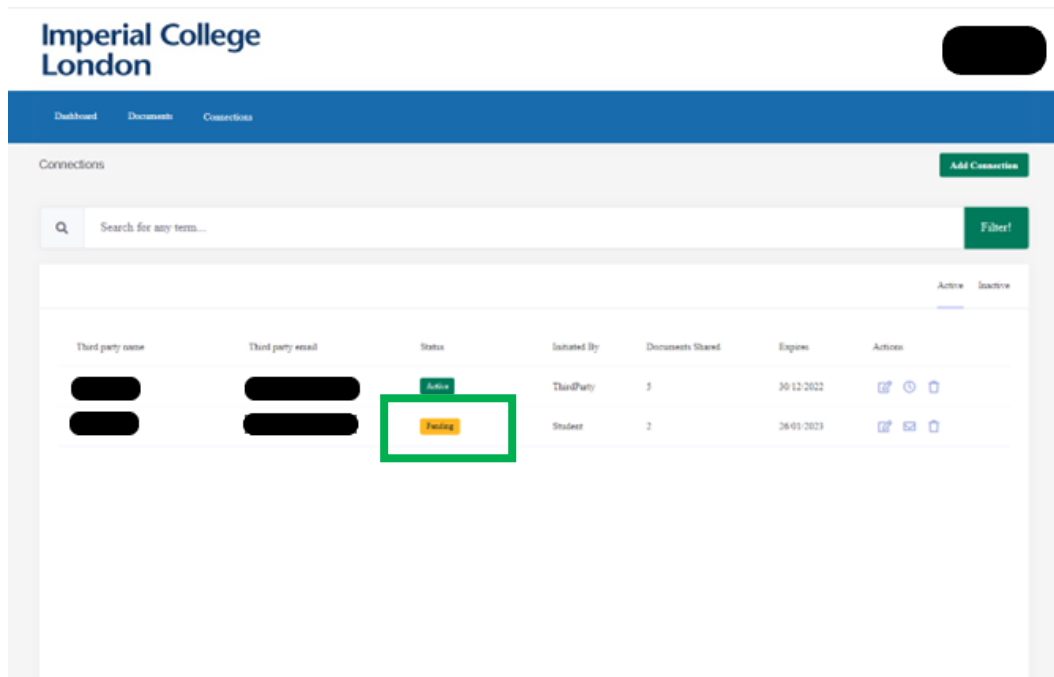 Imperial College
London
Dashboard Documents Connections
Connections
Add Connection
Search for any term...
Filter!
Active Inactive
Third party name Third party email Status Initiated By Documents Shared Expires Actions
Active ThirdParty 5 30/12/2022
Pending Student 2 26/01/2023